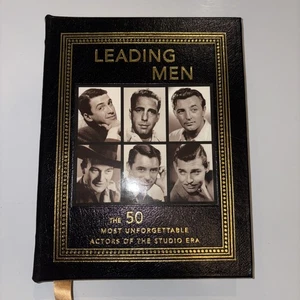 LEADING
MEN
THE 50
MOST UNFORGETTABLE
ACTORS OF THE STUDIO ERA